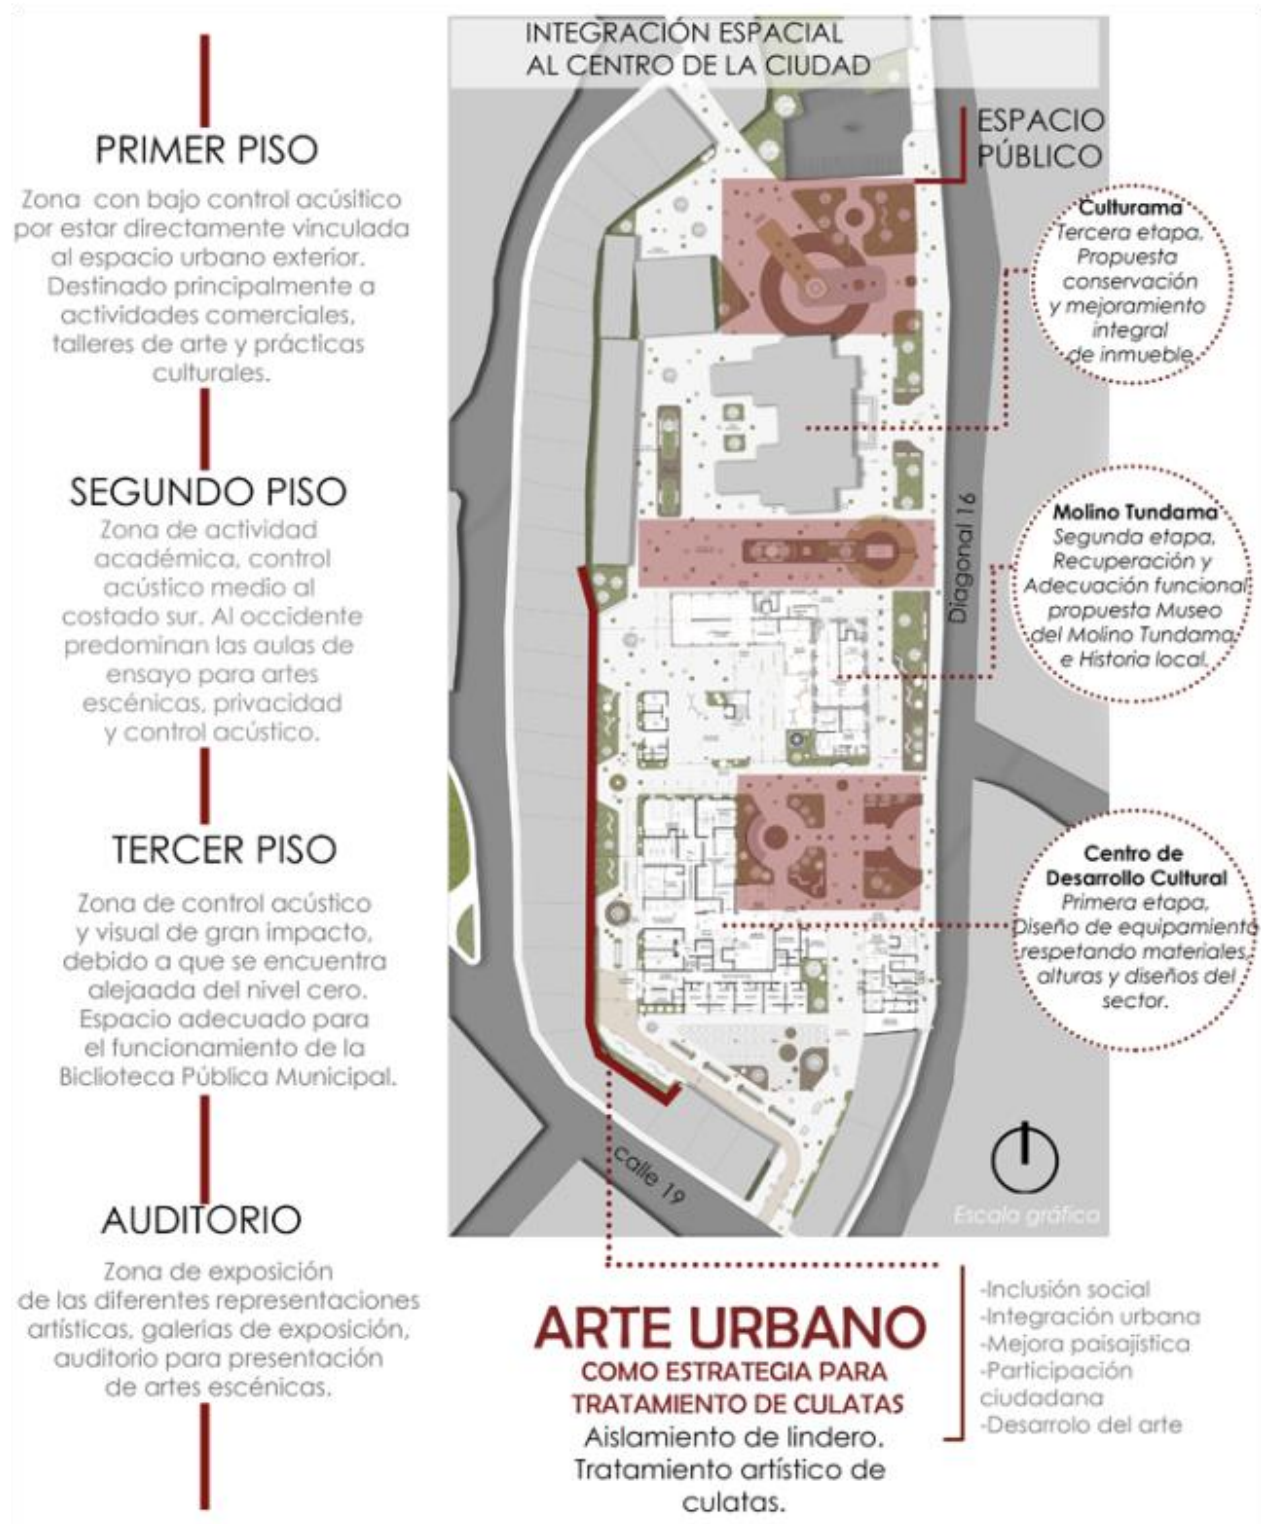 INTEGRACIÓN ESPACIAL
AL CENTRO DE LA CIUDAD
PRIMER PISO
Zona con bajo control acúsitico
por estar directamente vinculada
al espacio urbano exterior.
Destinado principalmente a
actividades comerciales,
talleres de arte y prácticas
culturales.
SEGUNDO PISO
Zona de actividad
académica, control
acústico medio al
costado sur. Al occidente
predominan las aulas de
ensayo para artes
escénicas, privacidad
y control acústico.
TERCER PISO
Zona de control acústico
y visual de gran impacto,
debido a que se encuentra
alejaada del nivel cero.
Espacio adecuado para
el funcionamiento de la
Biclioteca Pública Municipal.
AUDITORIO
Zona de exposición
de las diferentes representaciones
artísticas, galerias de exposición,
auditorio para presentación
de artes escénicas.
ESPACIO
PÚBLICO
Culturama
Tercera etapa,
Propuesta
conservación
y mejoramiento
integral
de inmueble
Diagonal 16
Molino Tundama
Segunda etapa,
Recuperación y
Adecuación funcional
propuesta Museo
del Molino Tundama
e Historia local.
Centro de
Desarrollo Cultural
Primera etapa,
Diseño de equipamiento
respetando materiales,
alturas y diseños del
sector.
Calle 19
Escala gráfica
ARTE URBANO
COMO ESTRATEGIA PARA
TRATAMIENTO DE CULATAS
Aislamiento de lindero.
Tratamiento artístico de
culatas.
-Inclusión social
-Integración urbana
-Mejora paisajística
-Participación
ciudadana
-Desarrolo del arte